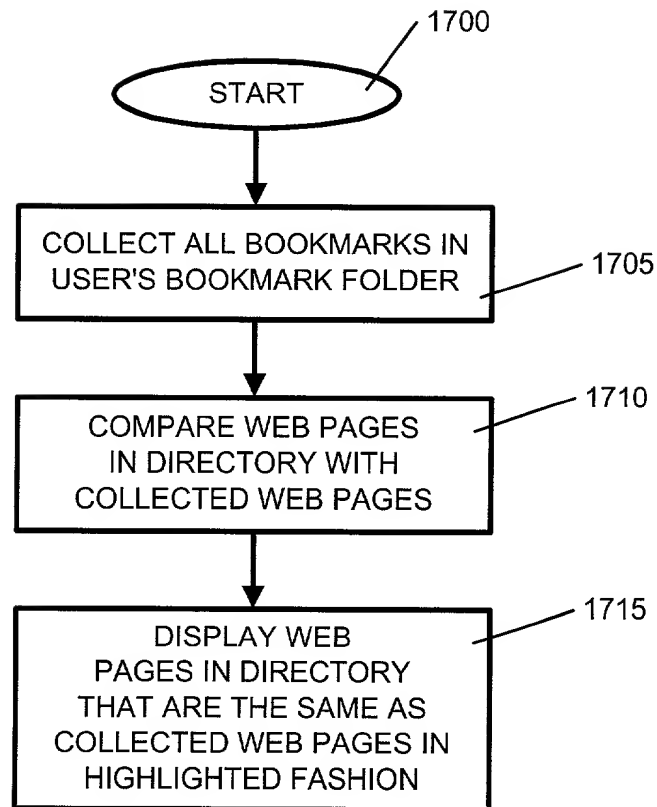 1700
START
COLLECT ALL BOOKMARKS IN
USER'S BOOKMARK FOLDER
1705
1710
COMPARE WEB PAGES
IN DIRECTORY WITH
COLLECTED WEB PAGES
1715
DISPLAY WEB
PAGES IN DIRECTORY
THAT ARE THE SAME AS
COLLECTED WEB PAGES IN
HIGHLIGHTED FASHION